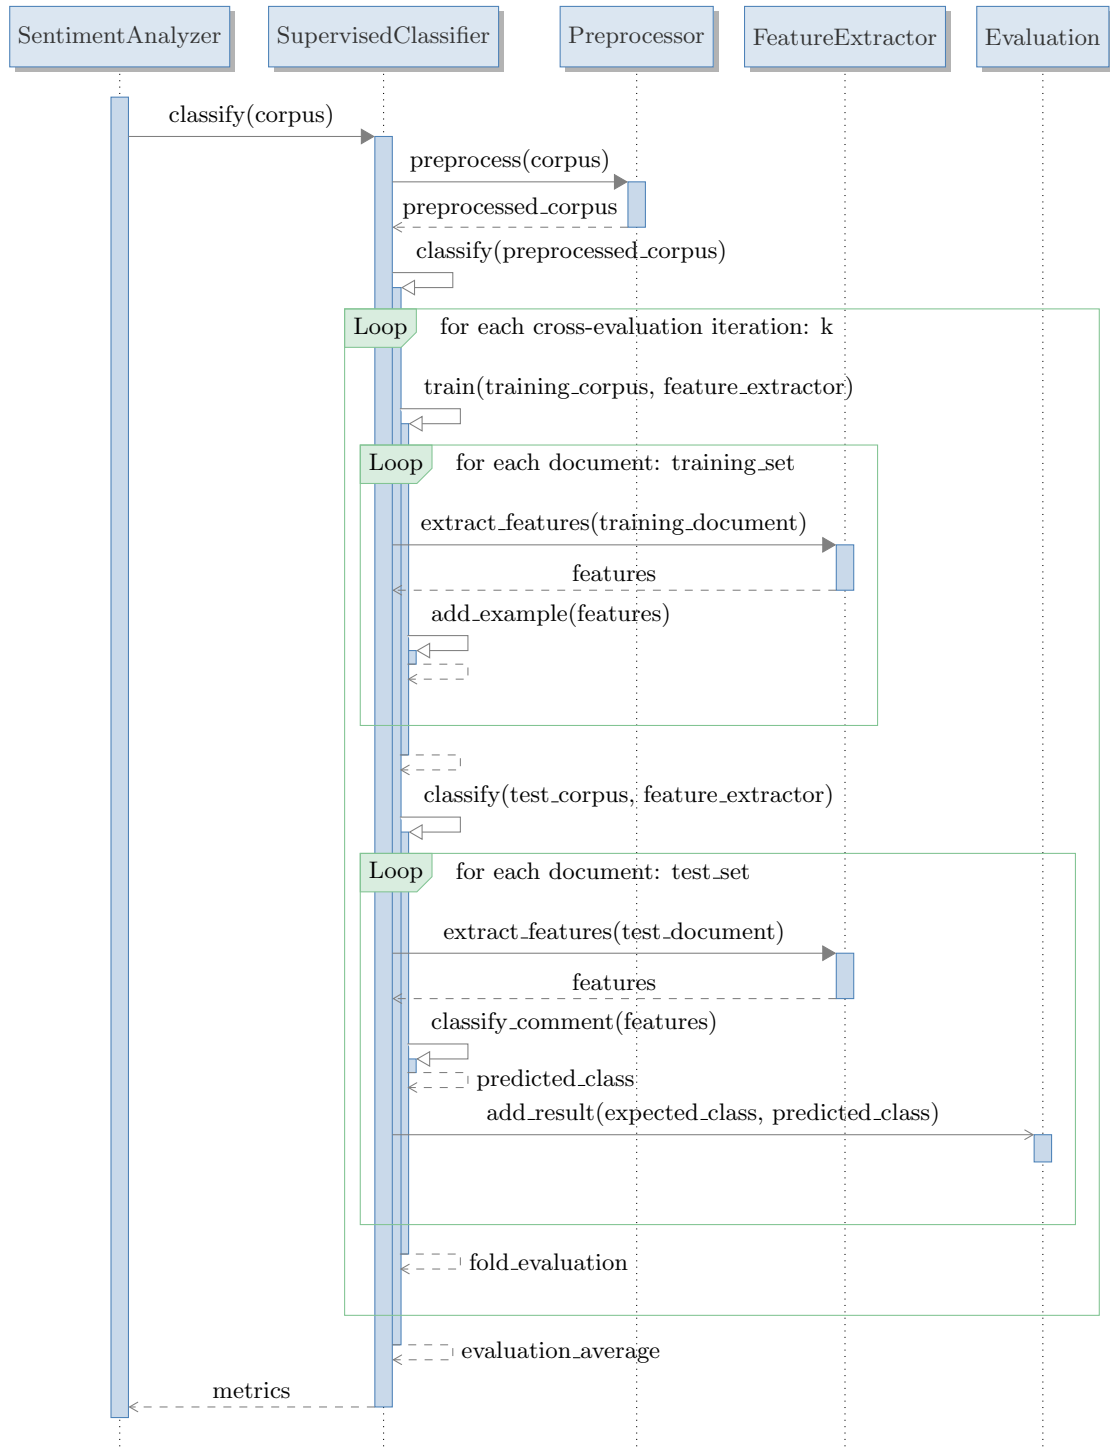 SentimentAnalyzer
SupervisedClassifier
Preprocessor
FeatureExtractor
Evaluation
classify(corpus)
preprocess(corpus)
preprocessed_corpus
classify(preprocessed_corpus)
Loop for each cross-evaluation iteration: k
train(training_corpus, feature_extractor)
Loop for each document: training_set
extract_features(training_document)
features
add_example(features)
classify(test_corpus, feature_extractor)
Loop for each document: test_set
extract_features(test_document)
features
classify_comment(features)
predicted_class
add_result(expected_class, predicted_class)
fold_evaluation
evaluation_average
metrics